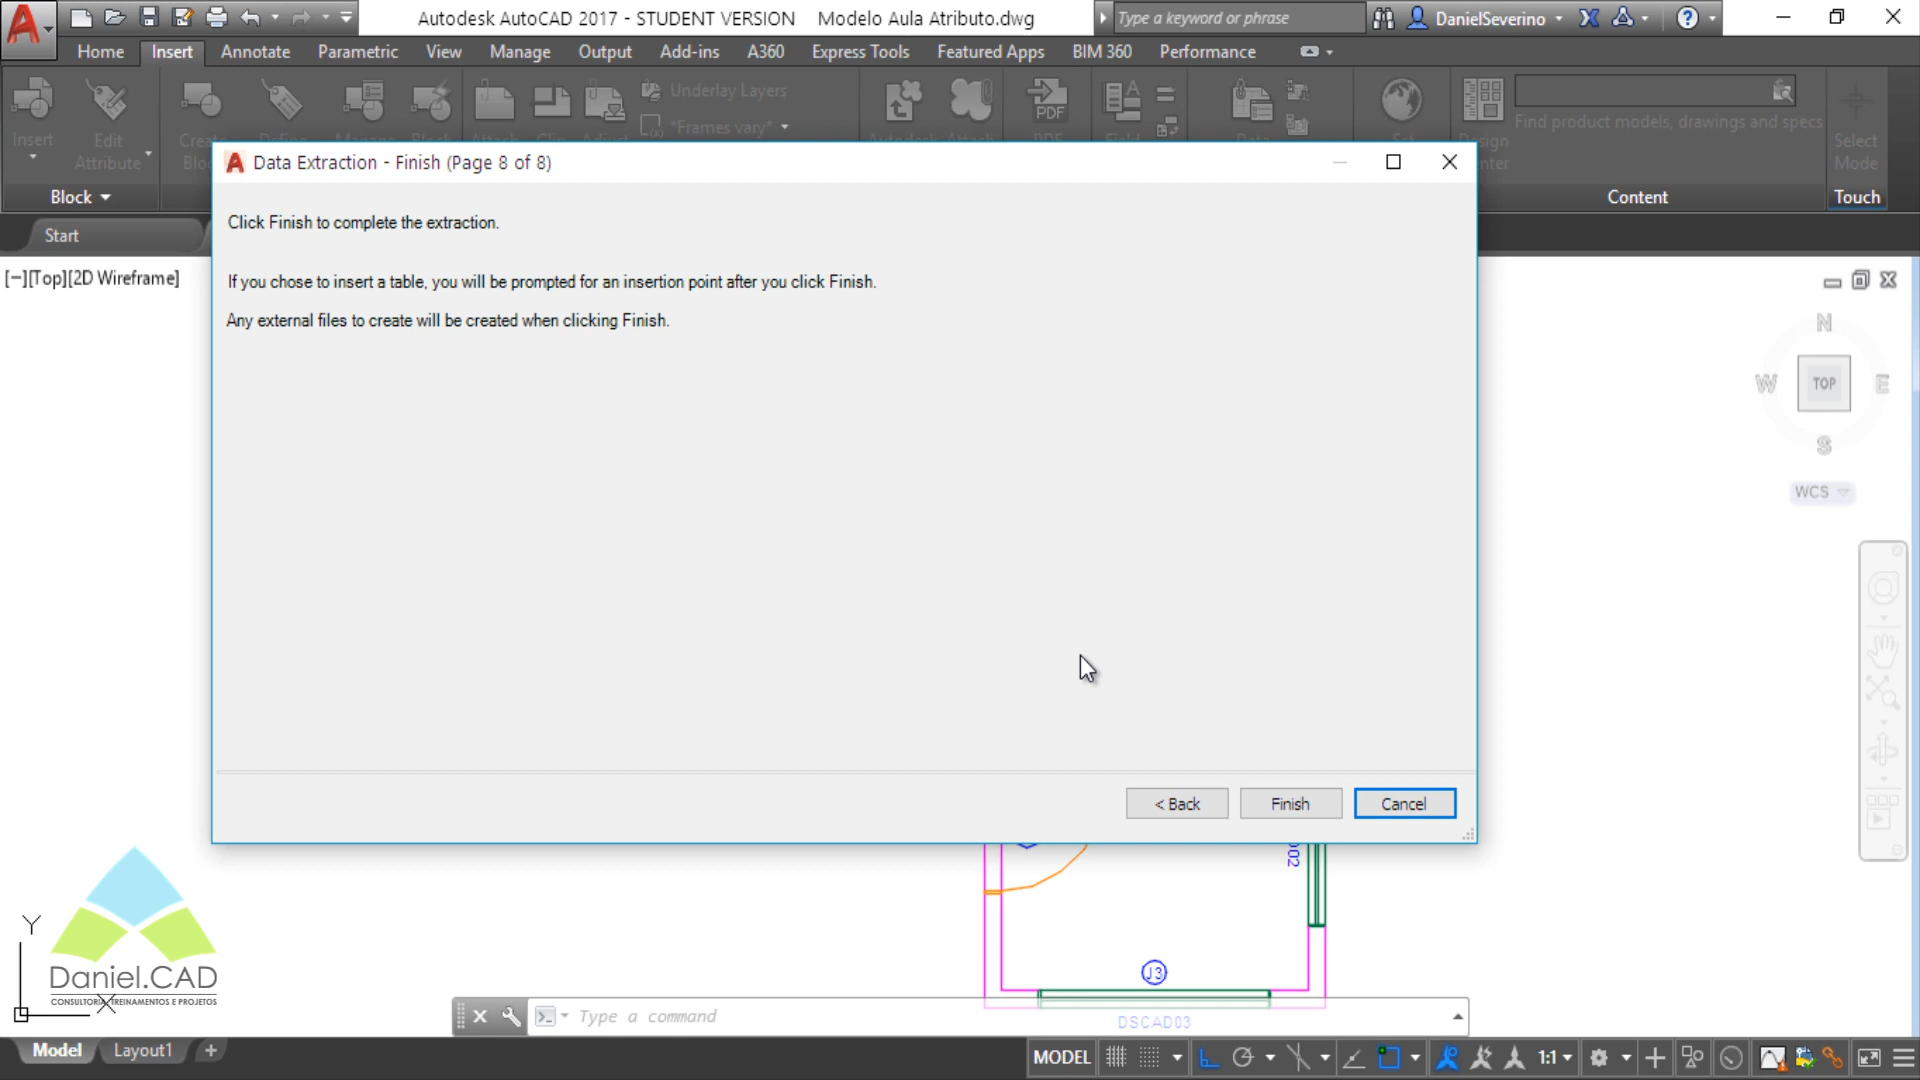 Autodesk AutoCAD 2017 - STUDENT VERSION Modelo Aula Atributo.dwg
Type a keyword or phrase
DanielSeverino
Home Insert Annotate Parametric View Manage Output Add-ins A360 Express Tools Featured Apps BIM 360 Performance
Underlay Layers
PDF
*Frames vary*
Find product models, drawings and specs
Insert
Edit
Attribute
Select
Mode
Block
Content
Touch
Data Extraction - Finish (Page 8 of 8)
Start
Click Finish to complete the extraction.
[−][Top][2D Wireframe]
If you chose to insert a table, you will be prompted for an insertion point after you click Finish.
Any external files to create will be created when clicking Finish.
N
W
TOP
E
S
WCS
< Back
Finish
Cancel
Y
Daniel.CAD
CONSULTORIA, TREINAMENTOS E PROJETOS
X
J3
Type a command
DSCAD03
Model
Layout1
+
MODEL
1:1